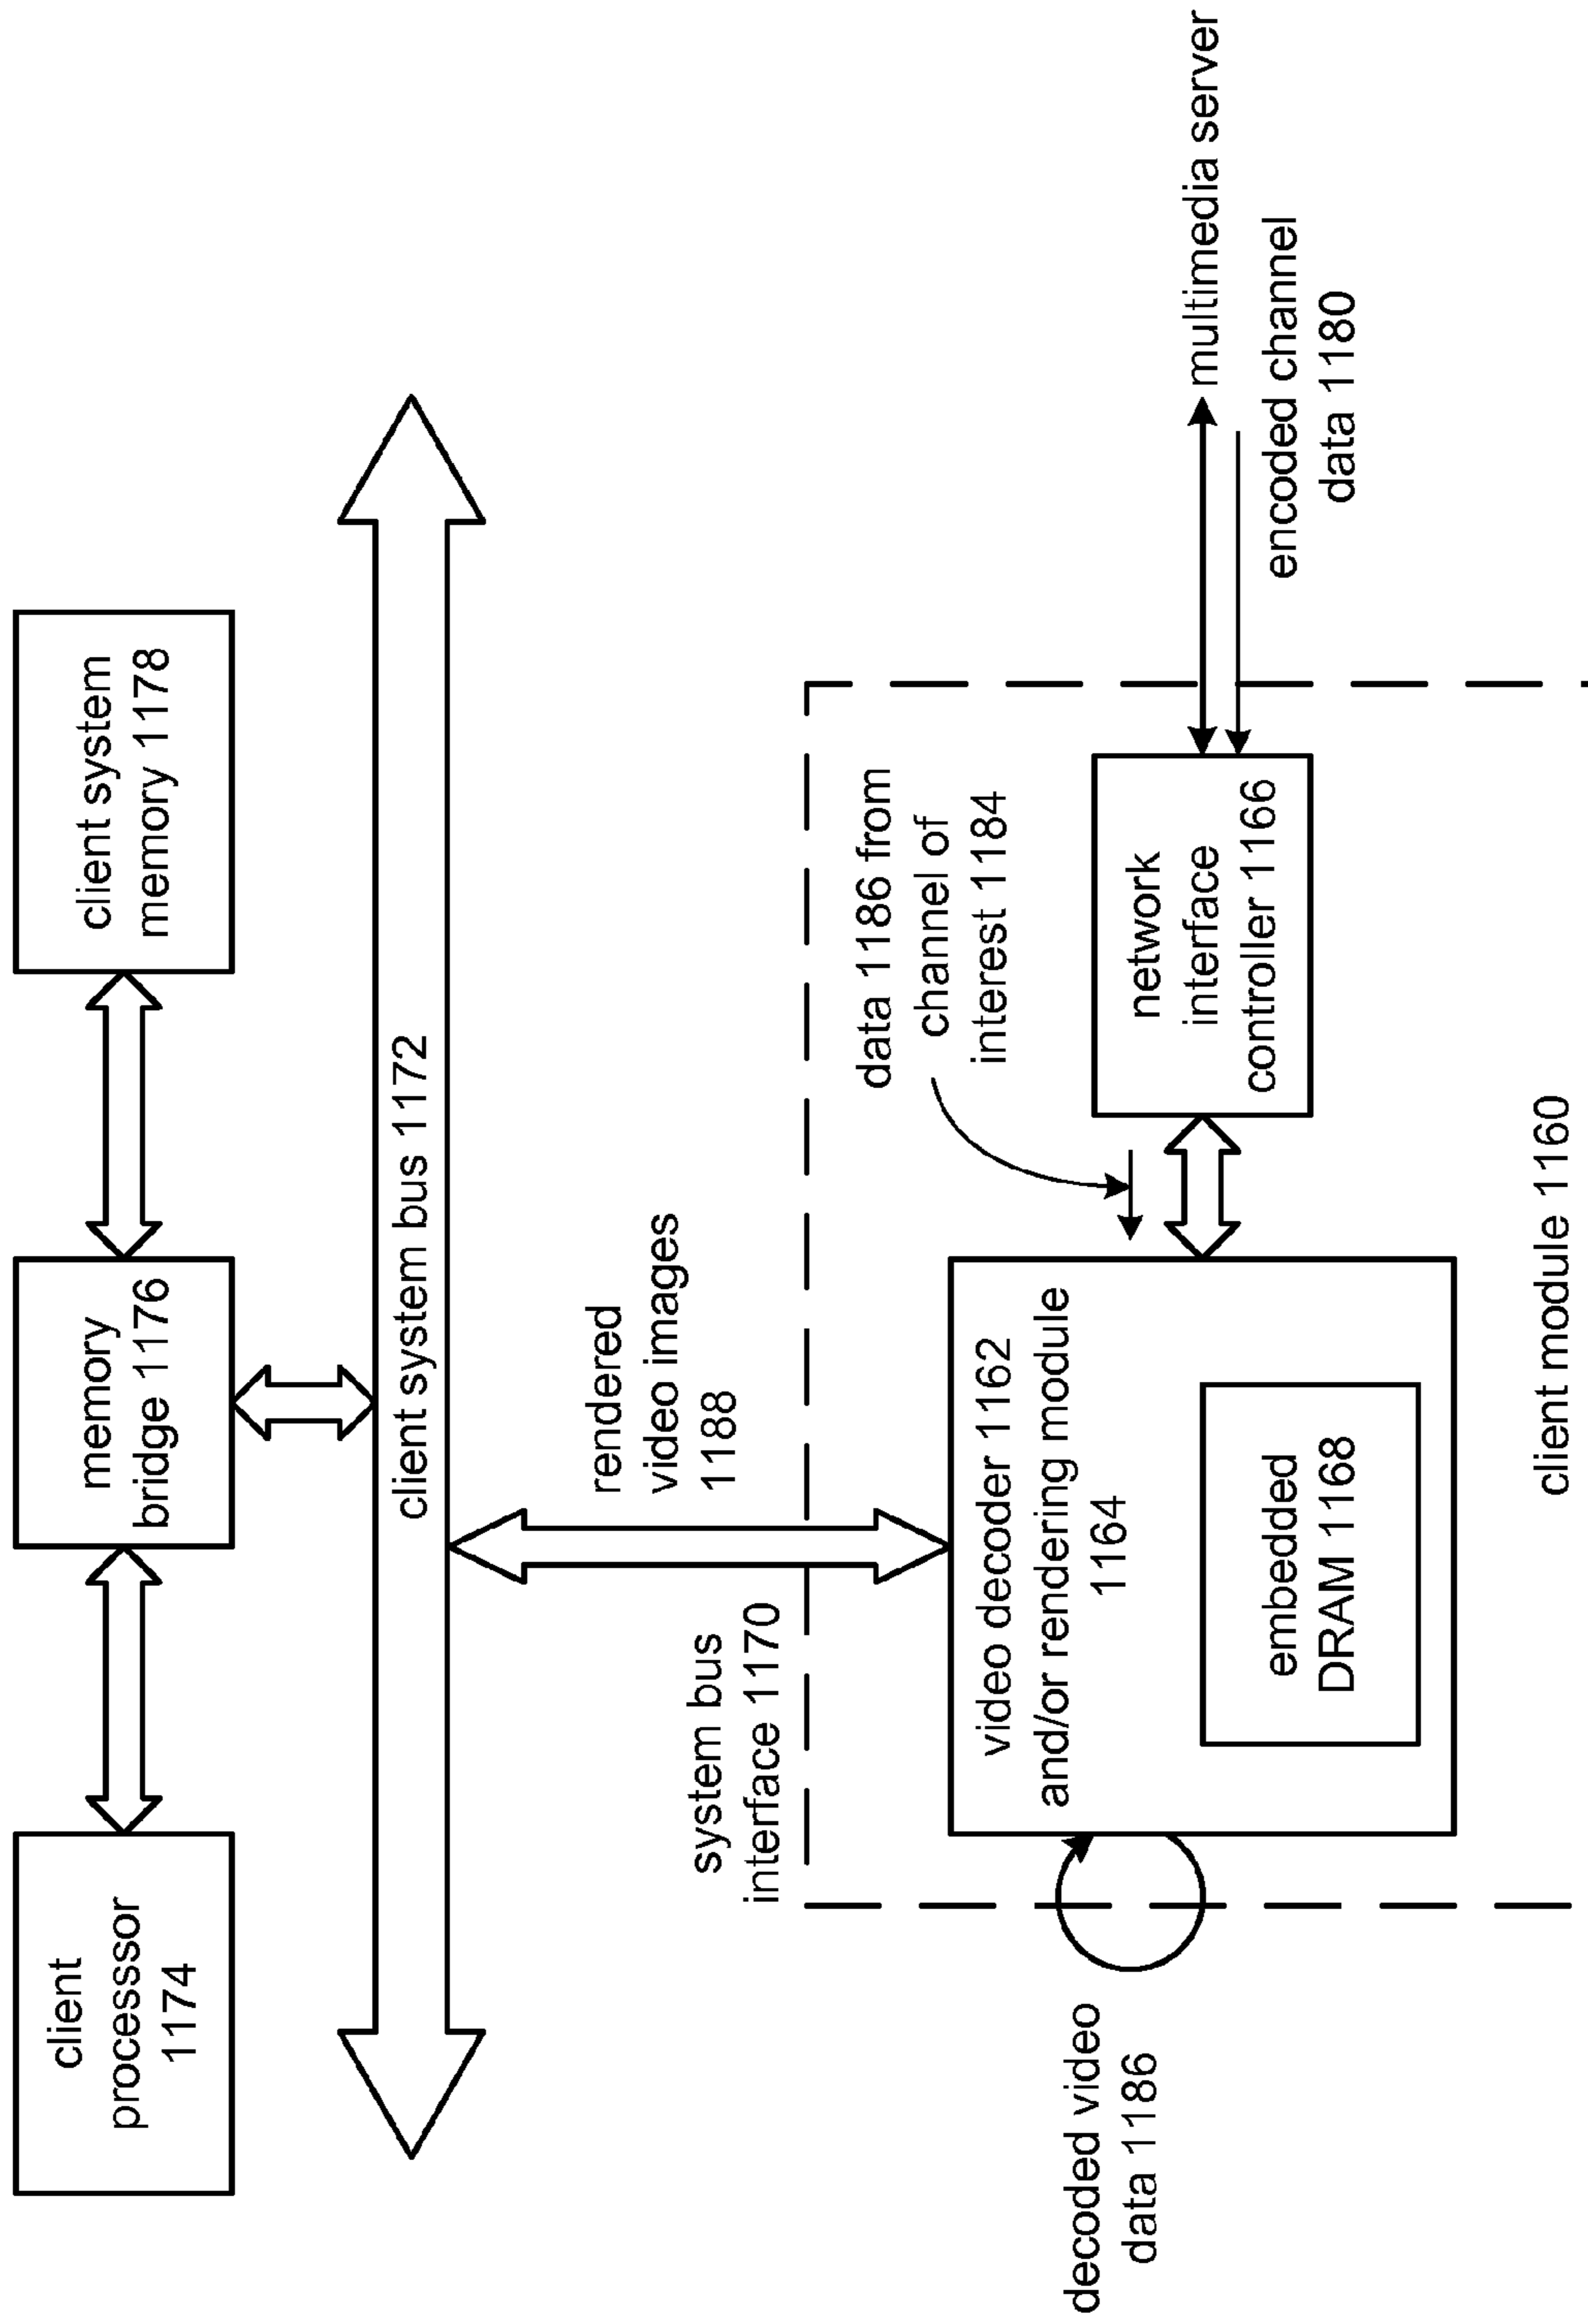 client
processor
1174
memory
bridge 1176
client system
memory 1178
client system bus 1172
system bus
interface 1170
rendered
video images
1188
decoded video
data 1186
video decoder 1162
and/or rendering module
1164
embedded
DRAM 1168
data 1186 from
channel of
interest 1184
network
interface
controller 1166
multimedia server
encoded channel
data 1180
client module 1160